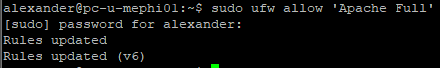 alexander@pc-u-mephi01:~$ sudo ufw allow 'Apache Full'
[sudo] password for alexander:
Rules updated
Rules updated (v6)